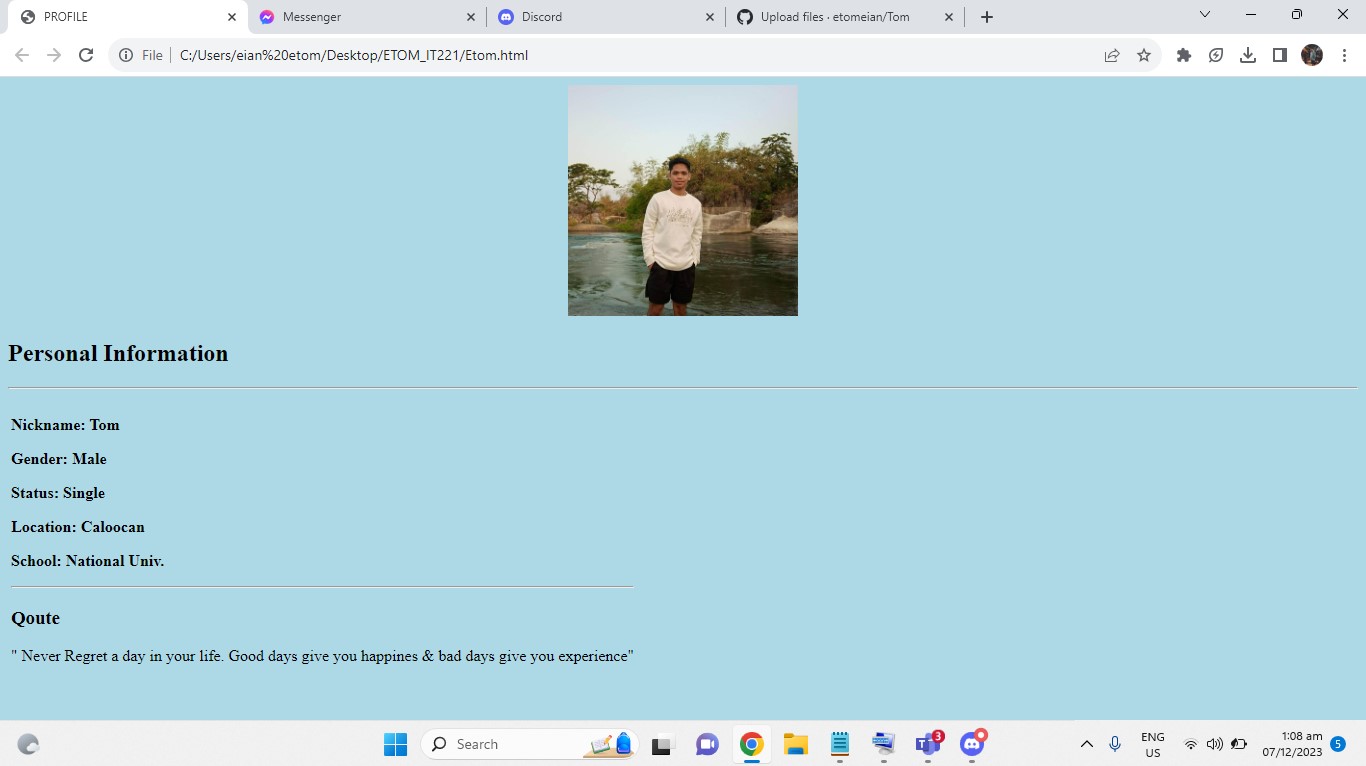 PROFILE
Messenger
Discord
Upload files · etomeian/Tom
File
C:/Users/eian%20etom/Desktop/ETOM_IT221/Etom.html
Personal Information
Nickname: Tom
Gender: Male
Status: Single
Location: Caloocan
School: National Univ.
Qoute
" Never Regret a day in your life. Good days give you happines & bad days give you experience"
Search
3
ENG
US
1:08 am
07/12/2023
5